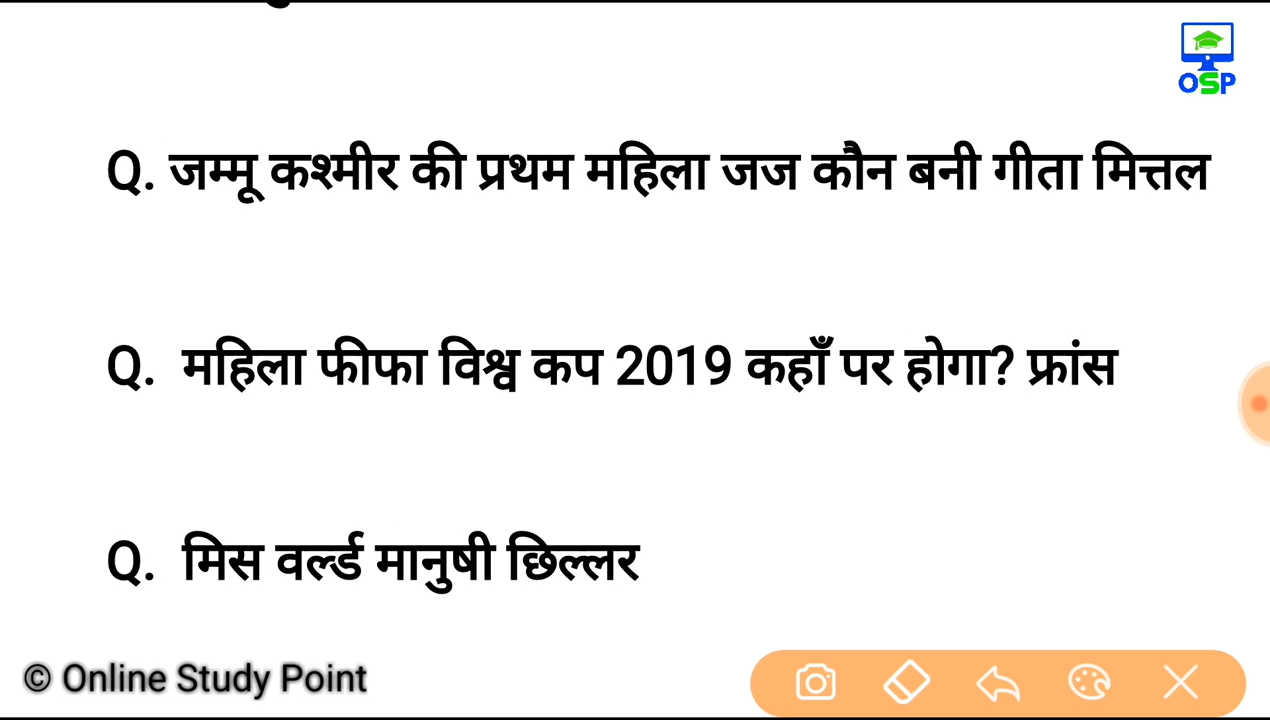 OSP
Q. जम्मू कश्मीर की प्रथम महिला जज कौन बनी गीता मित्तल
Q. महिला फीफा विश्व कप 2019 कहाँ पर होगा? फ्रांस
Q. मिस वर्ल्ड मानुषी छिल्लर
© Online Study Point